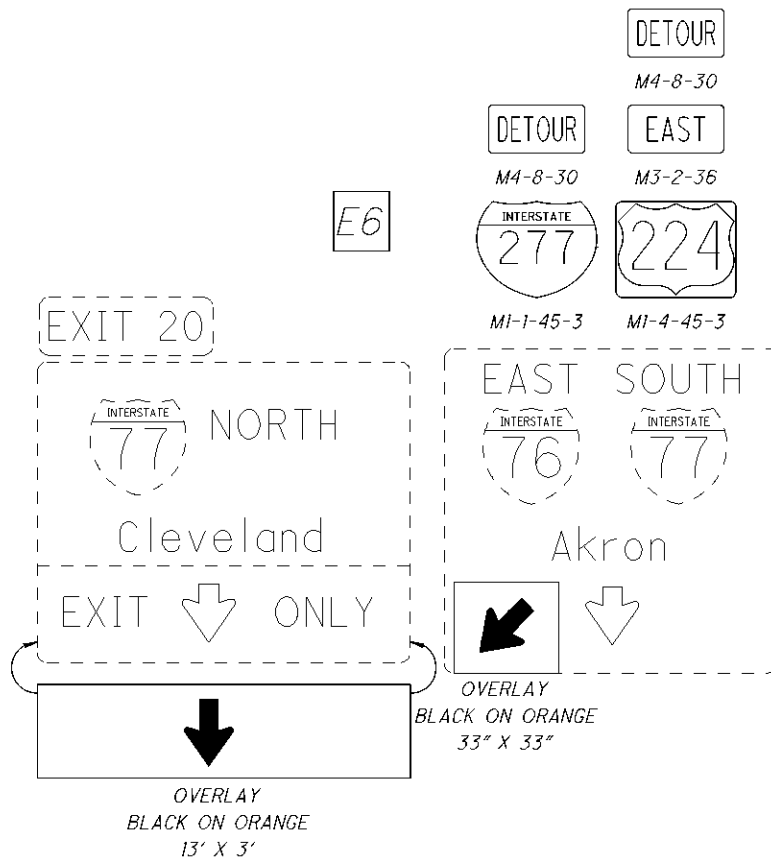 DETOUR
M4-8-30
DETOUR
EAST
M4-8-30
M3-2-36
E6
INTERSTATE
277
224
M1-1-45-3
M1-4-45-3
EXIT 20
INTERSTATE
77
NORTH
Cleveland
EXIT
ONLY
EAST
SOUTH
INTERSTATE
76
INTERSTATE
77
Akron
OVERLAY
BLACK ON ORANGE
33" X 33"
OVERLAY
BLACK ON ORANGE
13' X 3'